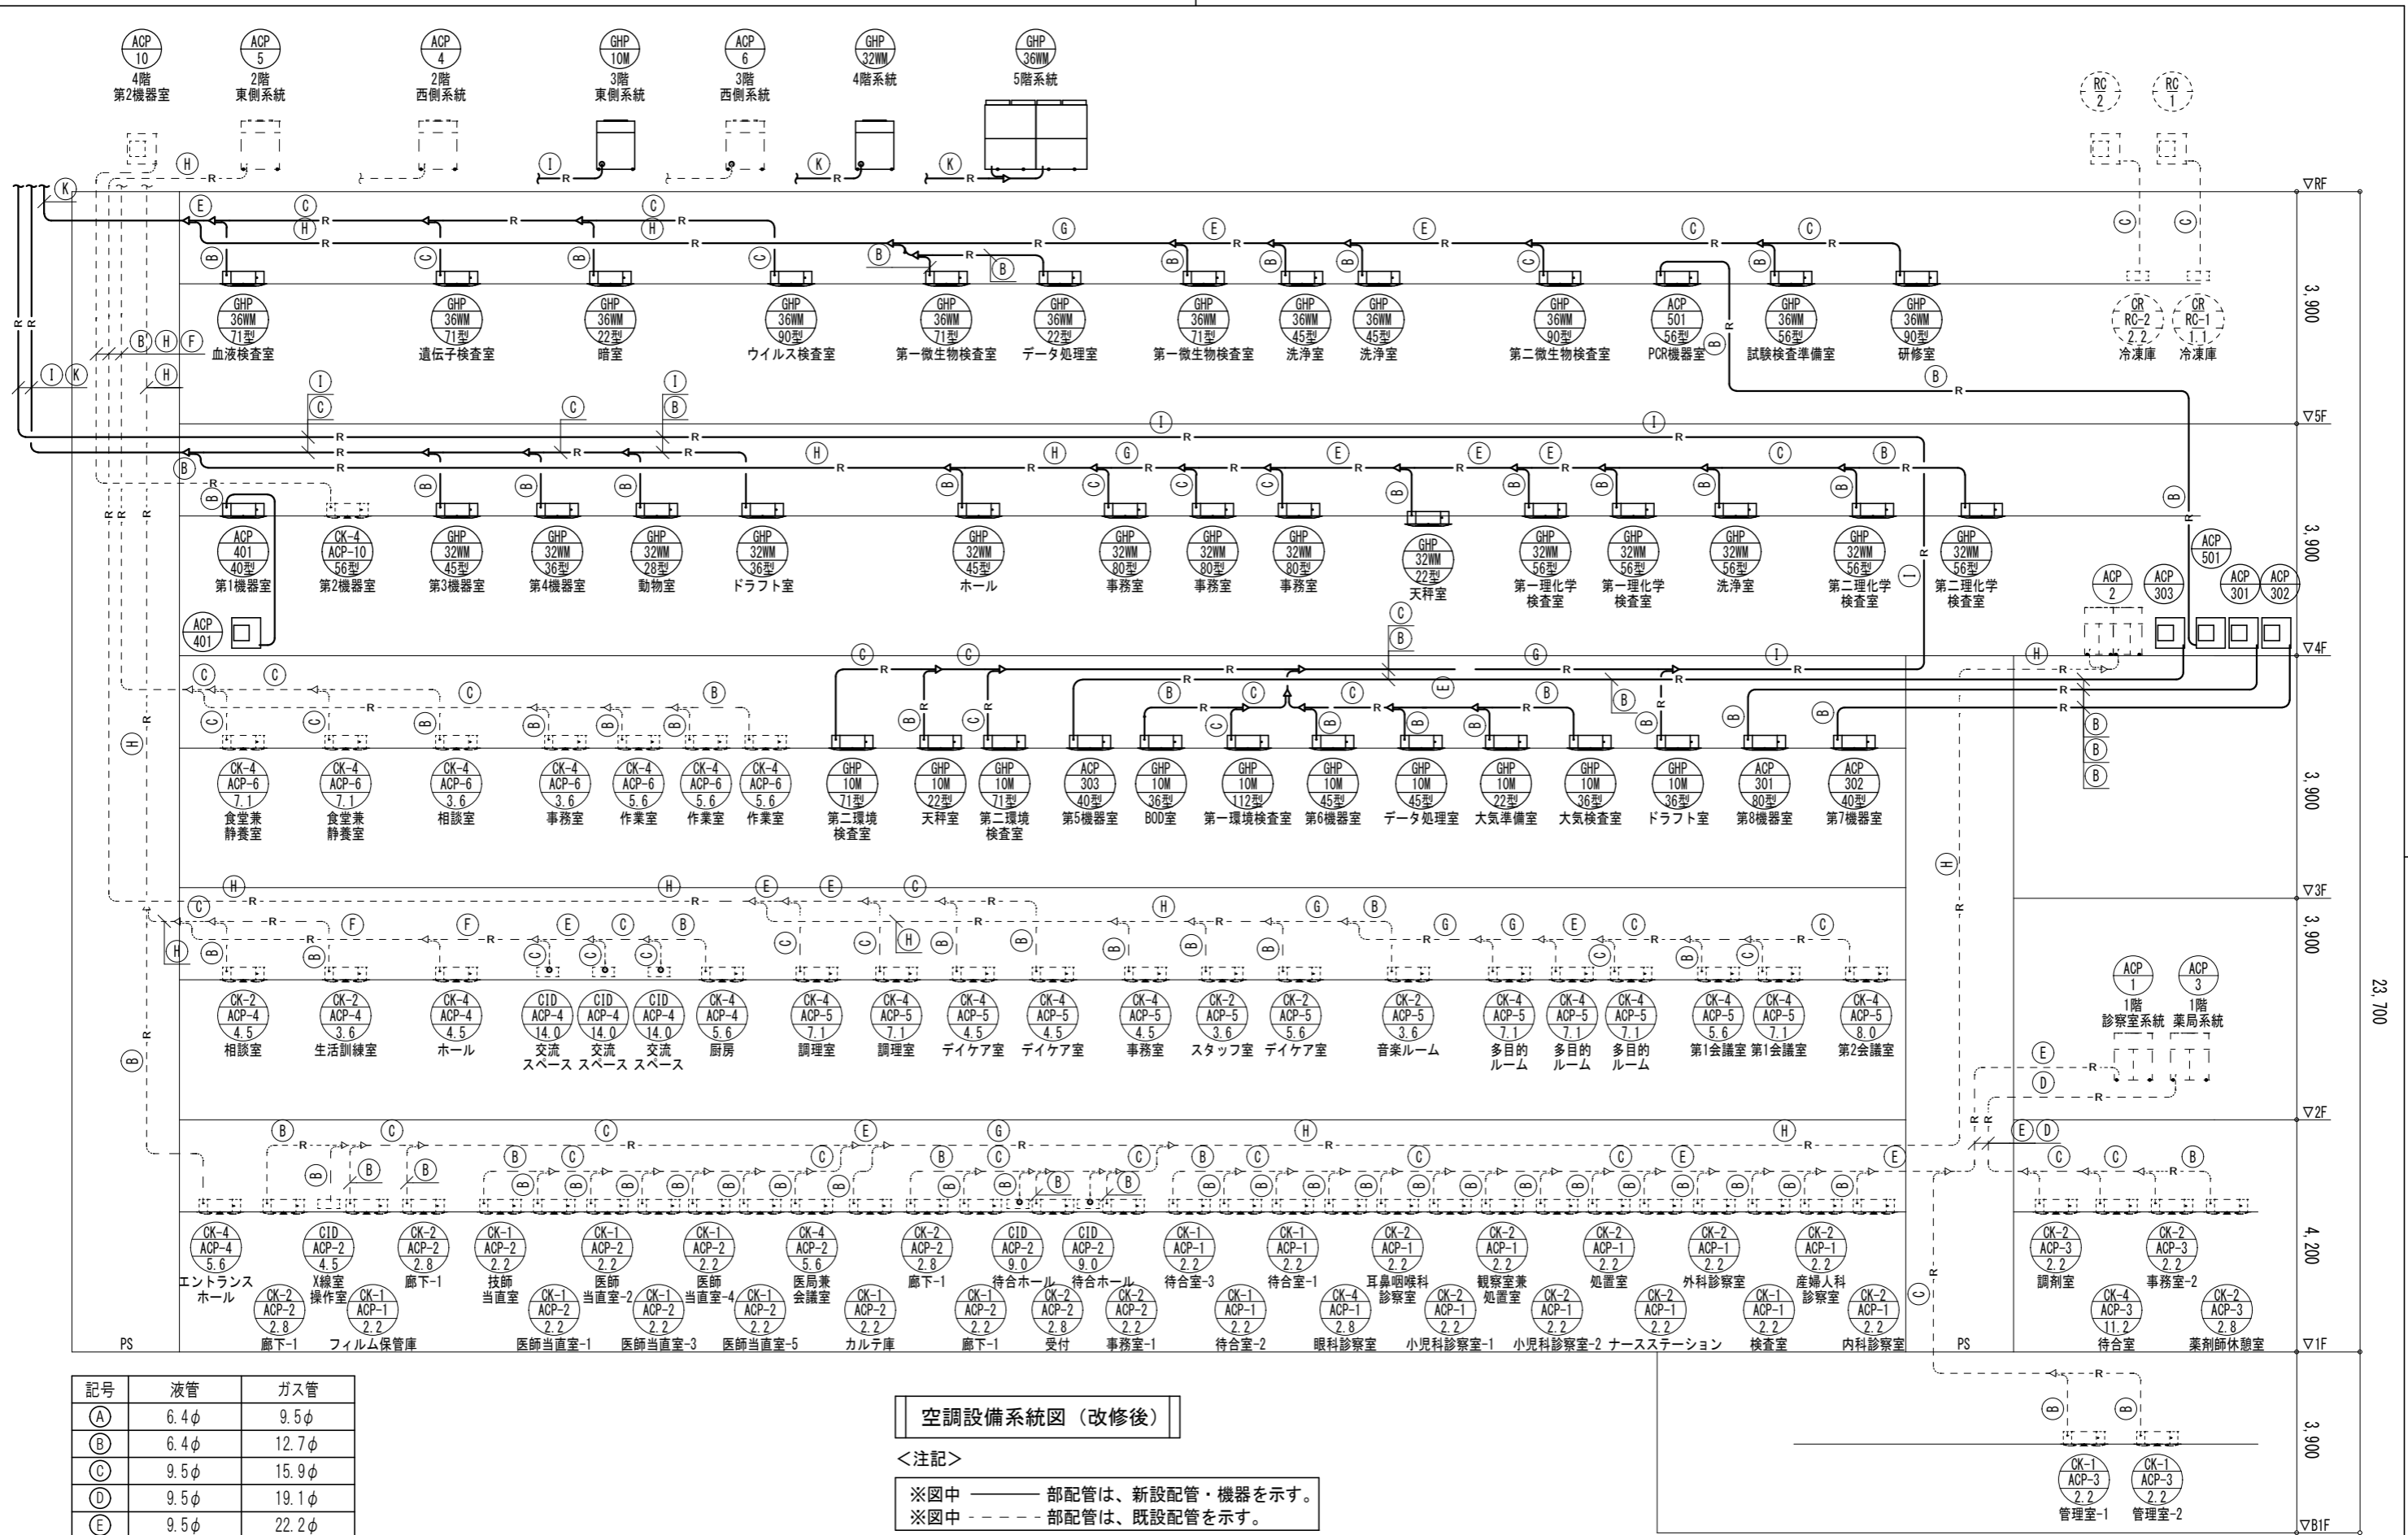 ACP 10
4階
第2機器室
ACP 5
2階
東側系統
ACP 4
2階
西側系統
GHP 10M
3階
東側系統
ACP 6
3階
西側系統
GHP 32WM
4階系統
GHP 36WM
5階系統
RC 2
RC 1
H R
I R
K R
K R
▽RF
K E C R R C R
H R H R G R E R E R C R C R
B C B C B B B B B C B B C C
GHP 36WM 71型
血液検査室
GHP 36WM 71型
遺伝子検査室
GHP 36WM 22型
暗室
GHP 36WM 90型
ウイルス検査室
GHP 36WM 71型
第一微生物検査室
GHP 36WM 22型
データ処理室
GHP 36WM 71型
第一微生物検査室
GHP 36WM 45型
洗浄室
GHP 36WM 45型
洗浄室
GHP 36WM 90型
第二微生物検査室
ACP 501 56型
PCR機器室
GHP 36WM 56型
試験検査準備室
GHP 36WM 90型
研修室
CR RC-2 2.2
冷凍庫
CR RC-1 1.1
冷凍庫
3,900
B H F
I K
H
B R
▽5F
I C
C
I B
I
I
B H H G E E E C B
ACP 401 40型
第1機器室
CK-4 ACP-10 56型
第2機器室
GHP 32WM 45型
第3機器室
GHP 32WM 36型
第4機器室
GHP 32WM 28型
動物室
GHP 32WM 36型
ドラフト室
GHP 32WM 45型
ホール
GHP 32WM 80型
事務室
GHP 32WM 80型
事務室
GHP 32WM 80型
事務室
GHP 32WM 22型
天秤室
GHP 32WM 56型
第一理化学
検査室
GHP 32WM 56型
第一理化学
検査室
GHP 32WM 56型
洗浄室
GHP 32WM 56型
第二理化学
検査室
GHP 32WM 56型
第二理化学
検査室
3,900
ACP 401
ACP 2
ACP 303
ACP 501
ACP 301
ACP 302
▽4F
C C C B C C C B G I H
E B C C B B
CK-4 ACP-6 7.1
食堂兼
静養室
CK-4 ACP-6 7.1
食堂兼
静養室
CK-4 ACP-6 3.6
相談室
CK-4 ACP-6 3.6
事務室
CK-4 ACP-6 5.6
作業室
CK-4 ACP-6 5.6
作業室
CK-4 ACP-6 5.6
作業室
GHP 10M 71型
第二環境
検査室
GHP 10M 22型
天秤室
GHP 10M 71型
第二環境
検査室
ACP 303 40型
第5機器室
GHP 10M 36型
BOD室
GHP 10M 112型
第一環境検査室
GHP 10M 45型
第6機器室
GHP 10M 45型
データ処理室
GHP 10M 22型
大気準備室
GHP 10M 36型
大気検査室
GHP 10M 36型
ドラフト室
ACP 301 80型
第8機器室
ACP 302 40型
第7機器室
B
B
B
3,900
▽3F
H H E E C
C F F E C B H H G B G G E C C
CK-2 ACP-4 4.5
相談室
CK-2 ACP-4 3.6
生活訓練室
CK-4 ACP-4 4.5
ホール
CID ACP-4 14.0
交流
スペース
CID ACP-4 14.0
交流
スペース
CID ACP-4 14.0
交流
スペース
CK-4 ACP-4 5.6
厨房
CK-4 ACP-5 7.1
調理室
CK-4 ACP-5 7.1
調理室
CK-4 ACP-5 4.5
デイケア室
CK-4 ACP-5 4.5
デイケア室
CK-4 ACP-5 4.5
事務室
CK-2 ACP-5 3.6
スタッフ室
CK-2 ACP-5 5.6
デイケア室
CK-2 ACP-5 3.6
音楽ルーム
CK-4 ACP-5 7.1
多目的
ルーム
CK-4 ACP-5 7.1
多目的
ルーム
CK-4 ACP-5 7.1
多目的
ルーム
CK-4 ACP-5 5.6
第1会議室
CK-4 ACP-5 7.1
第1会議室
CK-4 ACP-5 8.0
第2会議室
ACP 1
1階
診察室系統
ACP 3
1階
薬局系統
3,900
23,700
E R
D R
▽2F
B C C E G H H E D
B C C B C B C C C E E C C B
CK-4 ACP-4 5.6
エントランス
ホール
CID ACP-2 4.5
X線室
操作室
CK-2 ACP-2 2.8
廊下-1
CK-1 ACP-2 2.2
技師
当直室
CK-1 ACP-2 2.2
医師
当直室-2
CK-1 ACP-2 2.2
医師
当直室-4
CK-4 ACP-2 5.6
医局兼
会議室
CK-2 ACP-2 2.8
廊下-1
CID ACP-2 9.0
待合ホール
CID ACP-2 9.0
待合ホール
CK-1 ACP-1 2.2
待合室-3
CK-1 ACP-1 2.2
待合室-1
CK-2 ACP-1 2.2
耳鼻咽喉科
診察室
CK-2 ACP-1 2.2
観察室兼
処置室
CK-2 ACP-1 2.2
処置室
CK-2 ACP-1 2.2
外科診察室
CK-2 ACP-1 2.2
産婦人科
診察室
CK-2 ACP-3 2.2
調剤室
CK-2 ACP-3 2.2
事務室-2
4,200
CK-2 ACP-2 2.8
廊下-1
CK-1 ACP-1 2.2
フィルム保管庫
CK-1 ACP-2 2.2
医師当直室-1
CK-1 ACP-2 2.2
医師当直室-3
CK-1 ACP-2 2.2
医師当直室-5
CK-1 ACP-2 2.2
カルテ庫
CK-2 ACP-2 2.2
廊下-1
CK-2 ACP-2 2.8
受付
CK-2 ACP-2 2.2
事務室-1
CK-1 ACP-1 2.2
待合室-2
CK-4 ACP-1 2.8
眼科診察室
CK-2 ACP-1 2.2
小児科診察室-1
CK-2 ACP-1 2.2
小児科診察室-2
CK-2 ACP-1 2.2
ナースステーション
CK-1 ACP-1 2.2
検査室
CK-2 ACP-1 2.2
内科診察室
CK-4 ACP-3 11.2
待合室
CK-2 ACP-3 2.8
薬剤師休憩室
PS
PS
▽1F
C R
B B
CK-1 ACP-3 2.2
管理室-1
CK-1 ACP-3 2.2
管理室-2
3,900
▽B1F
記号 液管 ガス管
A 6.4φ 9.5φ
B 6.4φ 12.7φ
C 9.5φ 15.9φ
D 9.5φ 19.1φ
E 9.5φ 22.2φ
空調設備系統図（改修後）
＜注記＞
※図中 ――― 部配管は、新設配管・機器を示す。
※図中 ----- 部配管は、既設配管を示す。